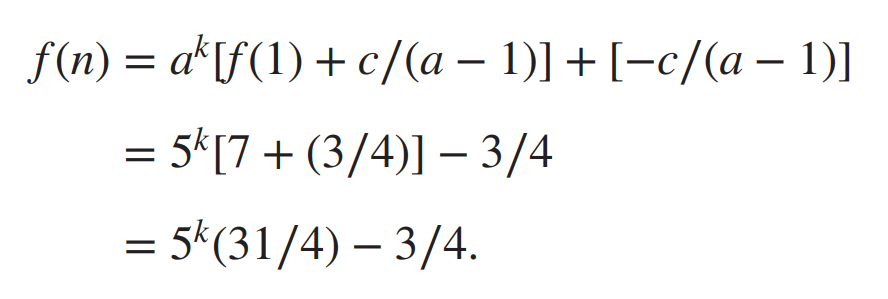 f(n) = a^k[f(1) + c/(a − 1)] + [−c/(a − 1)]
= 5^k[7 + (3/4)] − 3/4
= 5^k(31/4) − 3/4.